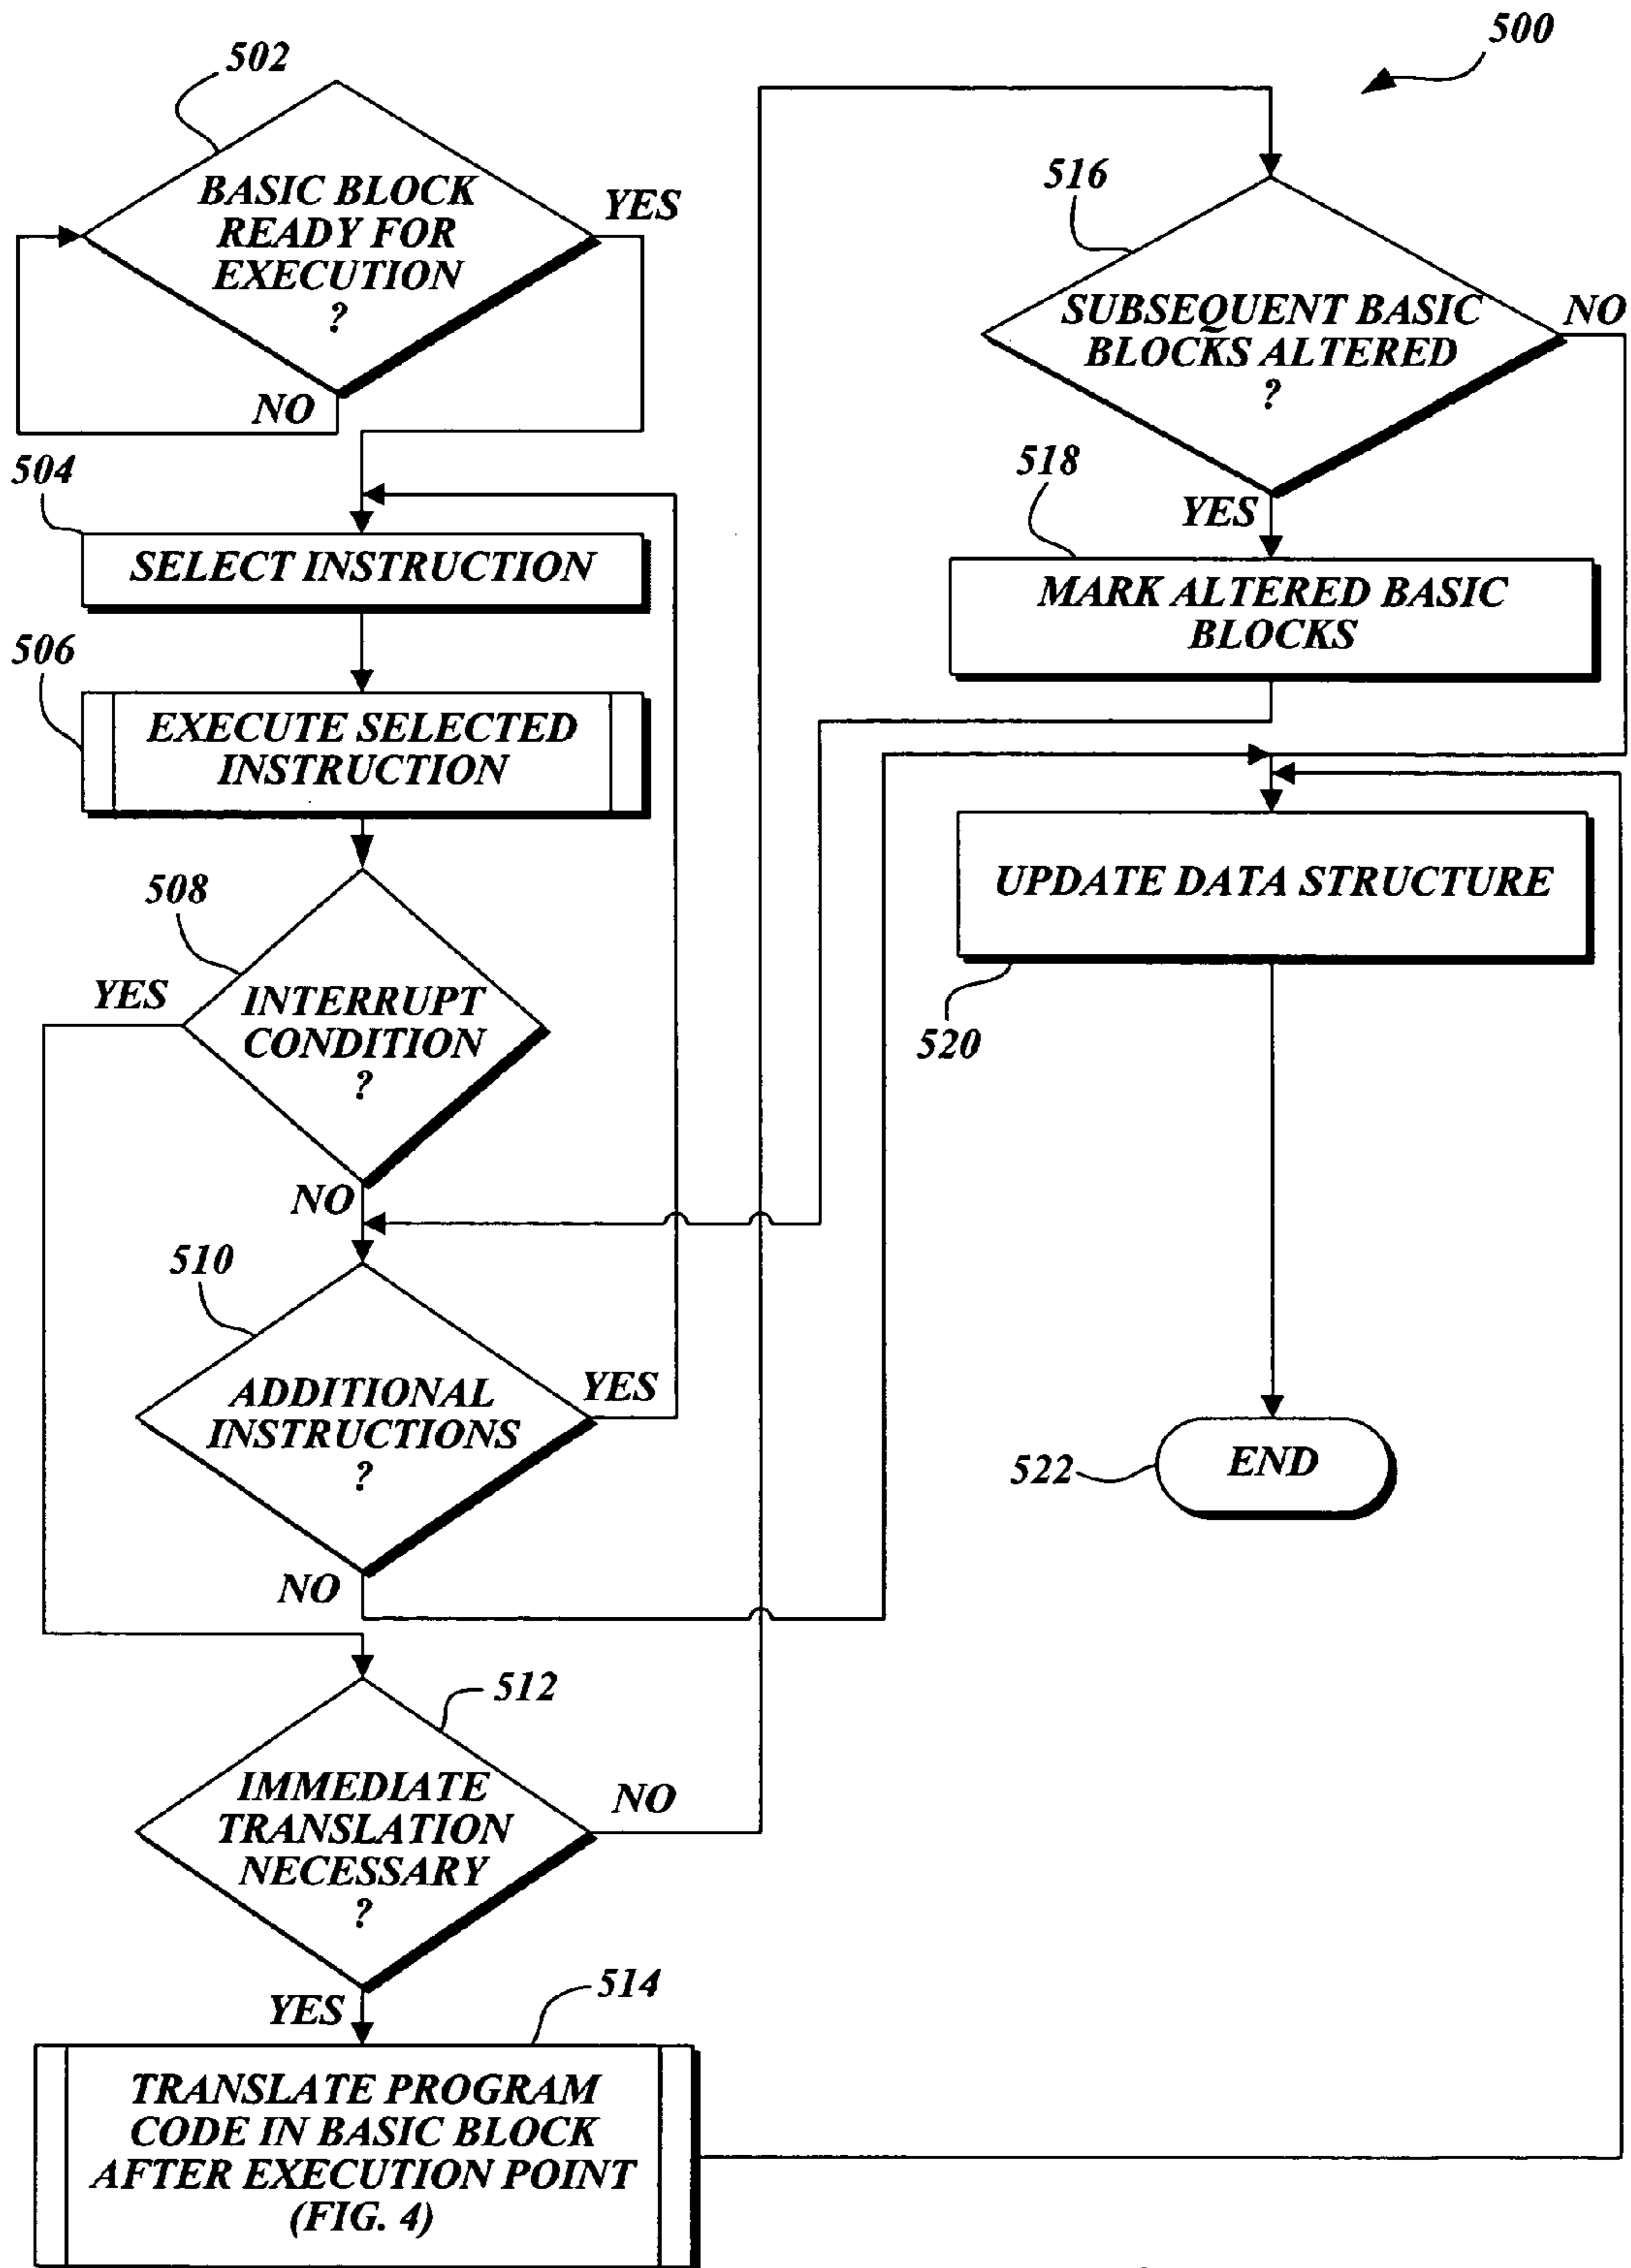 500
502
BASIC BLOCK
READY FOR
EXECUTION
?
YES
NO
504
SELECT INSTRUCTION
506
EXECUTE SELECTED
INSTRUCTION
508
YES
INTERRUPT
CONDITION
?
NO
510
ADDITIONAL
INSTRUCTIONS
?
YES
NO
512
IMMEDIATE
TRANSLATION
NECESSARY
?
NO
YES
514
TRANSLATE PROGRAM
CODE IN BASIC BLOCK
AFTER EXECUTION POINT
(FIG. 4)
516
SUBSEQUENT BASIC
BLOCKS ALTERED
?
NO
YES
518
MARK ALTERED BASIC
BLOCKS
UPDATE DATA STRUCTURE
520
522
END